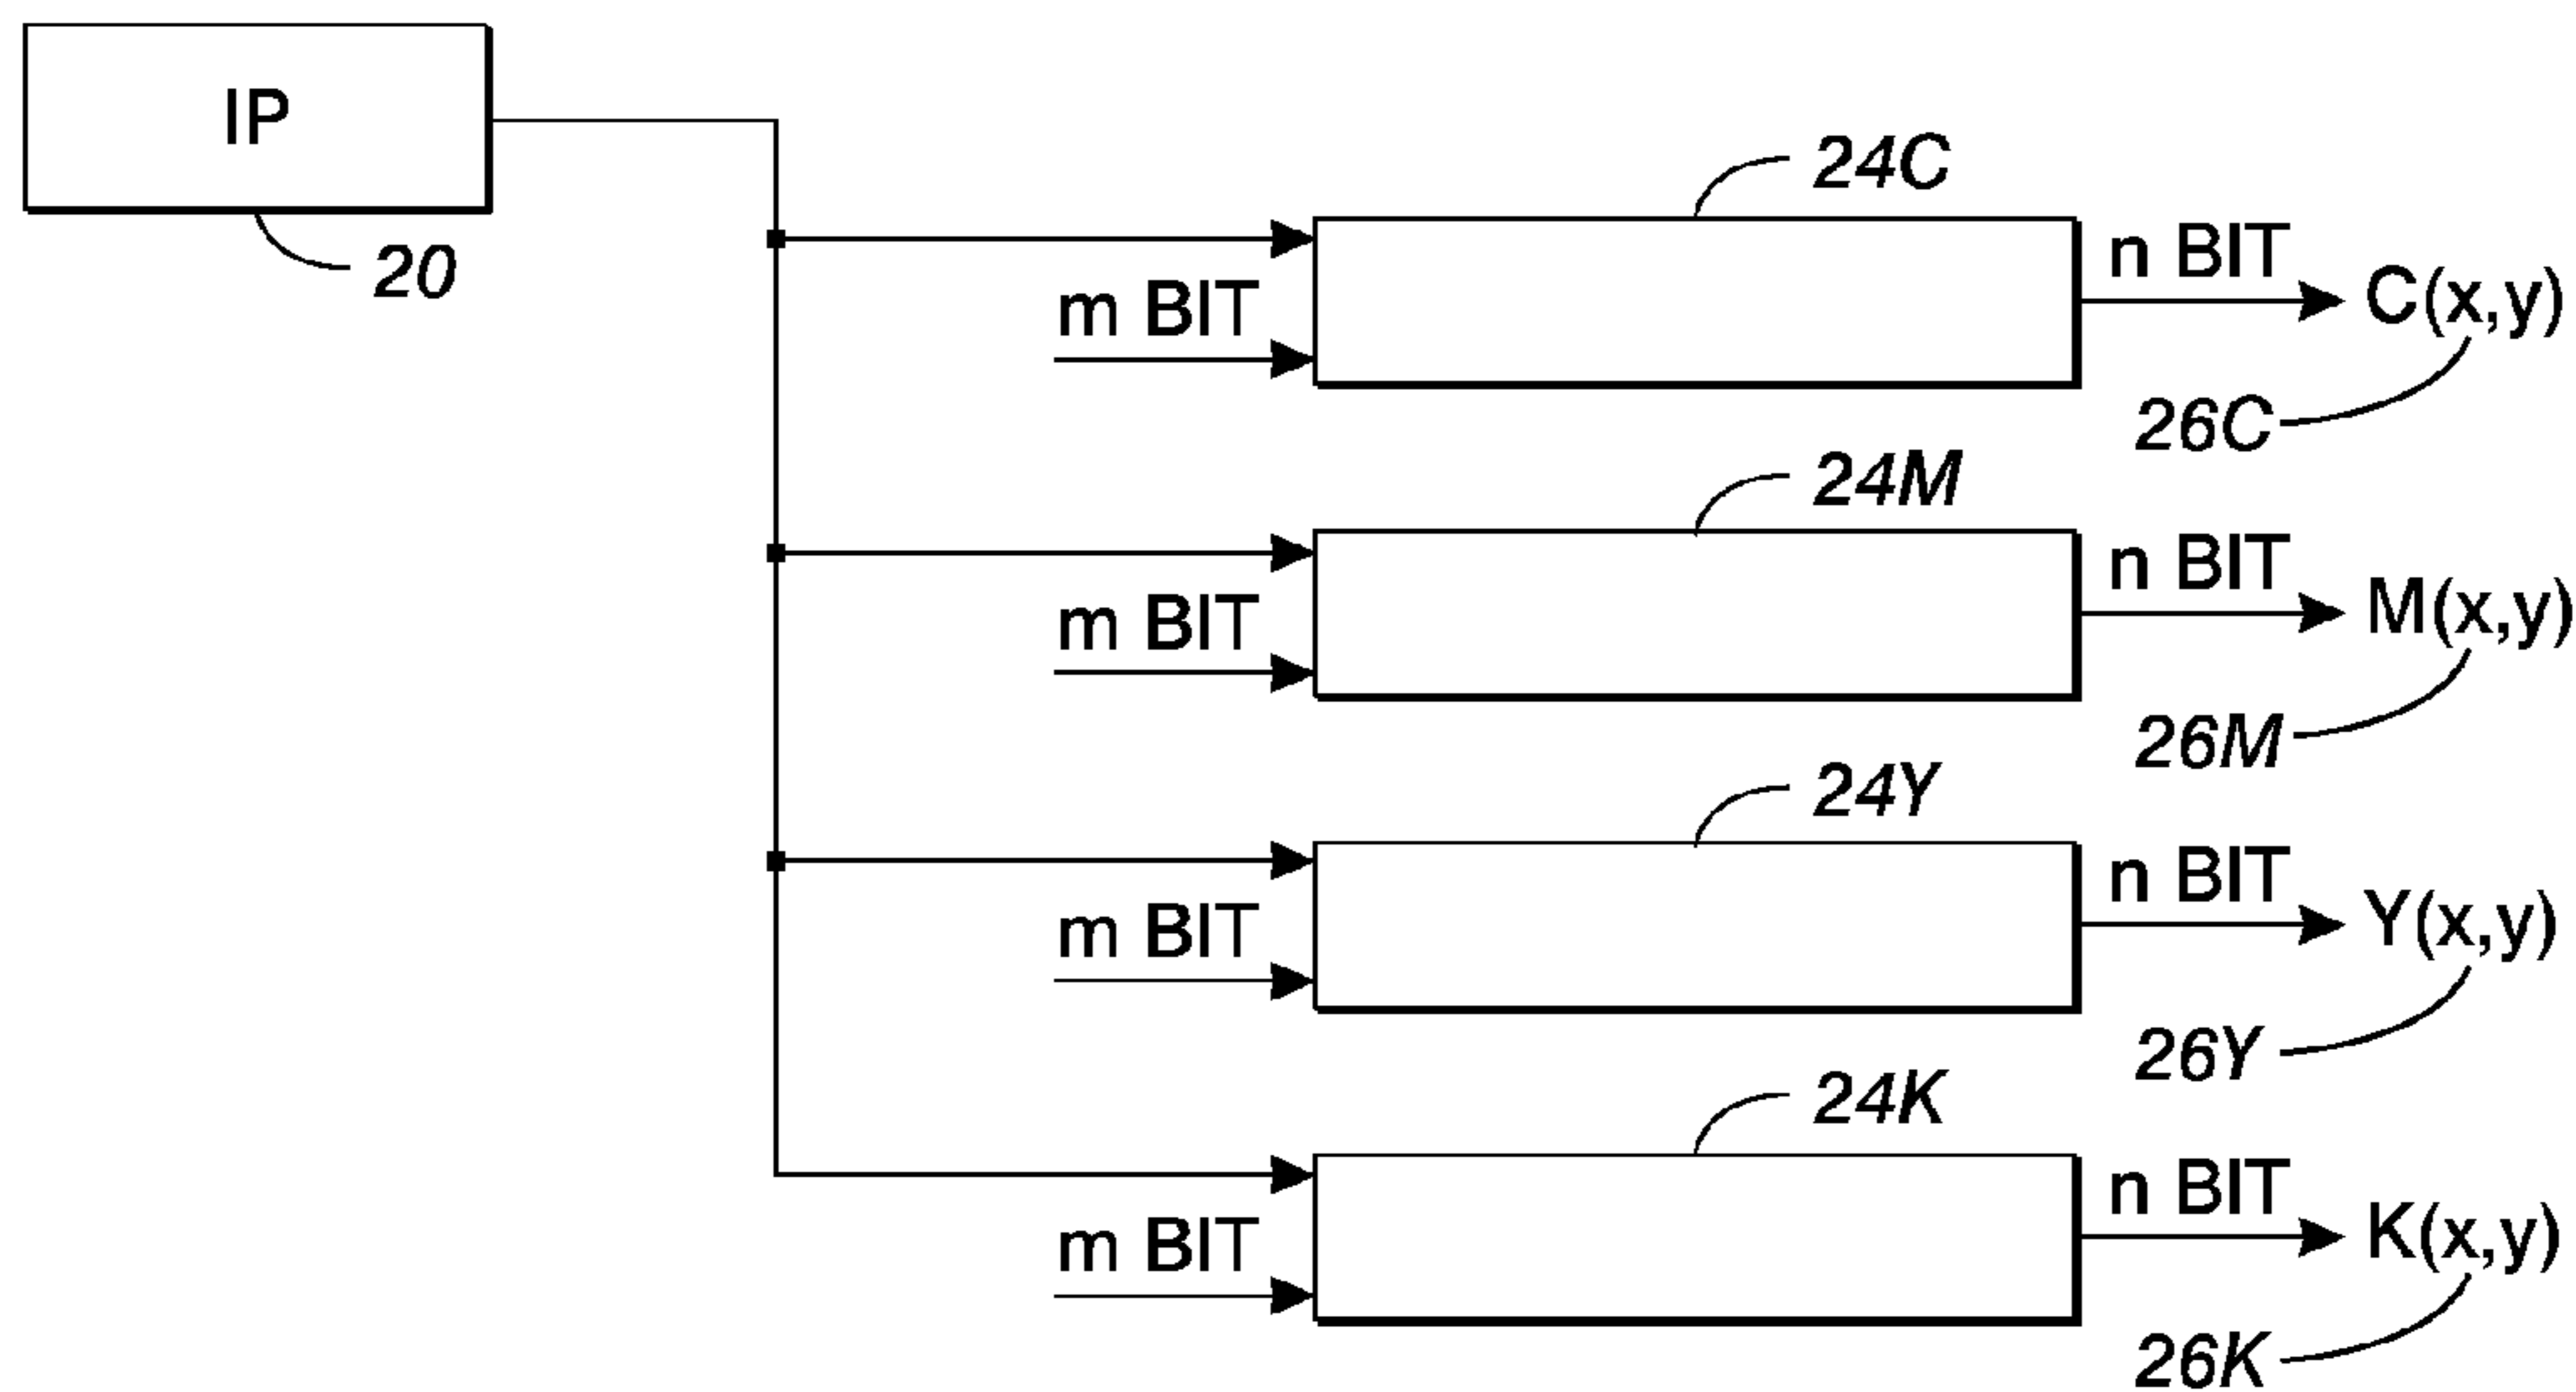 IP
20
24C
m BIT
n BIT
C(x,y)
26C
24M
m BIT
n BIT
M(x,y)
26M
24Y
m BIT
n BIT
Y(x,y)
26Y
24K
m BIT
n BIT
K(x,y)
26K